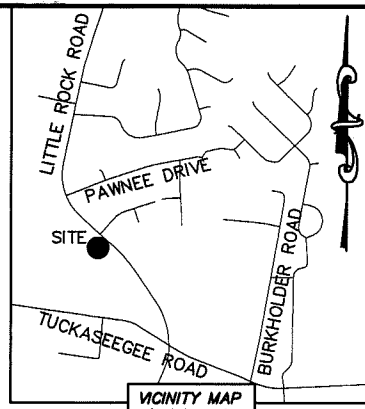 LITTLE ROCK ROAD
PAWNEE DRIVE
SITE
BURKHOLDER ROAD
TUCKASEEGEE ROAD
VICINITY MAP